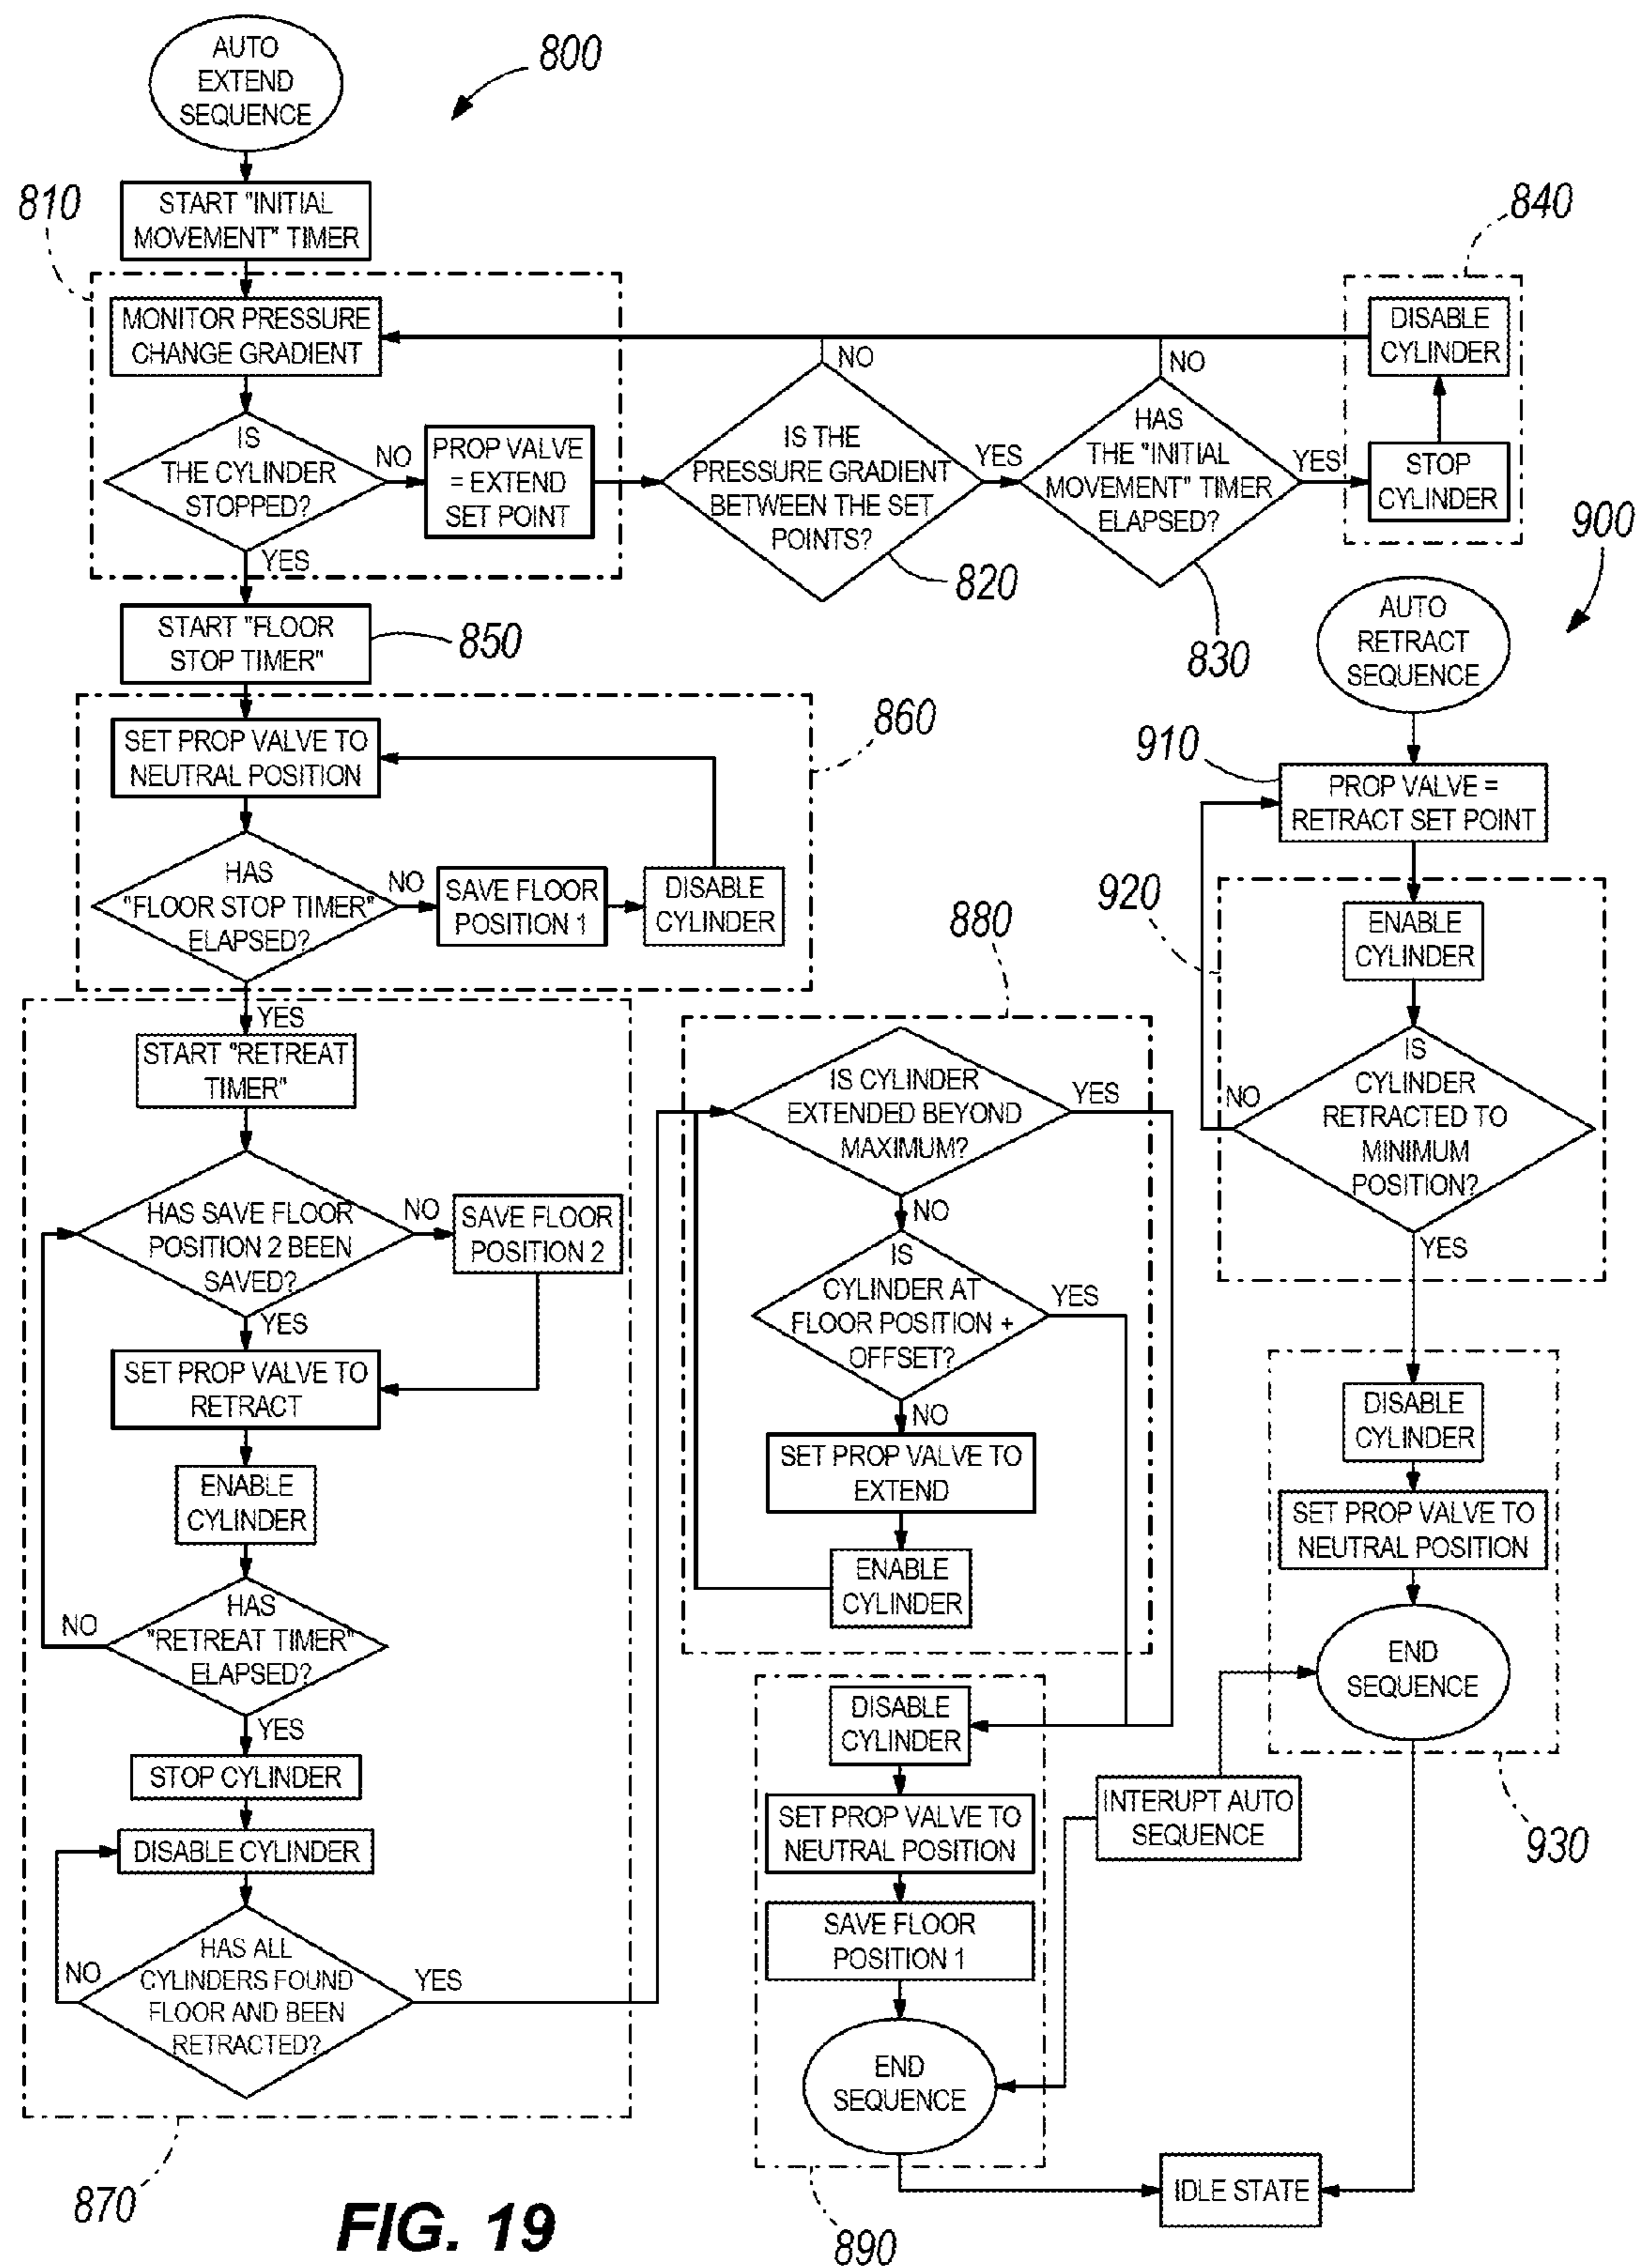 AUTO
EXTEND
SEQUENCE
800
START "INITIAL
MOVEMENT" TIMER
810
MONITOR PRESSURE
CHANGE GRADIENT
IS
THE CYLINDER
STOPPED?
NO
YES
PROP VALVE
= EXTEND
SET POINT
NO
IS THE
PRESSURE GRADIENT
BETWEEN THE SET
POINTS?
YES
820
NO
HAS
THE "INITIAL
MOVEMENT" TIMER
ELAPSED?
YES
830
840
DISABLE
CYLINDER
STOP
CYLINDER
START "FLOOR
STOP TIMER"
850
SET PROP VALVE TO
NEUTRAL POSITION
860
HAS
"FLOOR STOP TIMER"
ELAPSED?
NO
SAVE FLOOR
POSITION 1
DISABLE
CYLINDER
YES
START "RETREAT
TIMER"
HAS SAVE FLOOR
POSITION 2 BEEN
SAVED?
NO
SAVE FLOOR
POSITION 2
YES
SET PROP VALVE TO
RETRACT
ENABLE
CYLINDER
HAS
"RETREAT TIMER"
ELAPSED?
NO
YES
STOP CYLINDER
DISABLE CYLINDER
HAS ALL
CYLINDERS FOUND
FLOOR AND BEEN
RETRACTED?
NO
YES
870
880
IS CYLINDER
EXTENDED BEYOND
MAXIMUM?
YES
NO
IS
CYLINDER AT
FLOOR POSITION +
OFFSET?
YES
NO
SET PROP VALVE TO
EXTEND
ENABLE
CYLINDER
DISABLE
CYLINDER
SET PROP VALVE TO
NEUTRAL POSITION
SAVE FLOOR
POSITION 1
END
SEQUENCE
890
900
AUTO
RETRACT
SEQUENCE
910
PROP VALVE =
RETRACT SET POINT
920
ENABLE
CYLINDER
IS
CYLINDER
RETRACTED TO
MINIMUM
POSITION?
NO
YES
DISABLE
CYLINDER
SET PROP VALVE TO
NEUTRAL POSITION
END
SEQUENCE
930
INTERUPT AUTO
SEQUENCE
IDLE STATE
FIG. 19